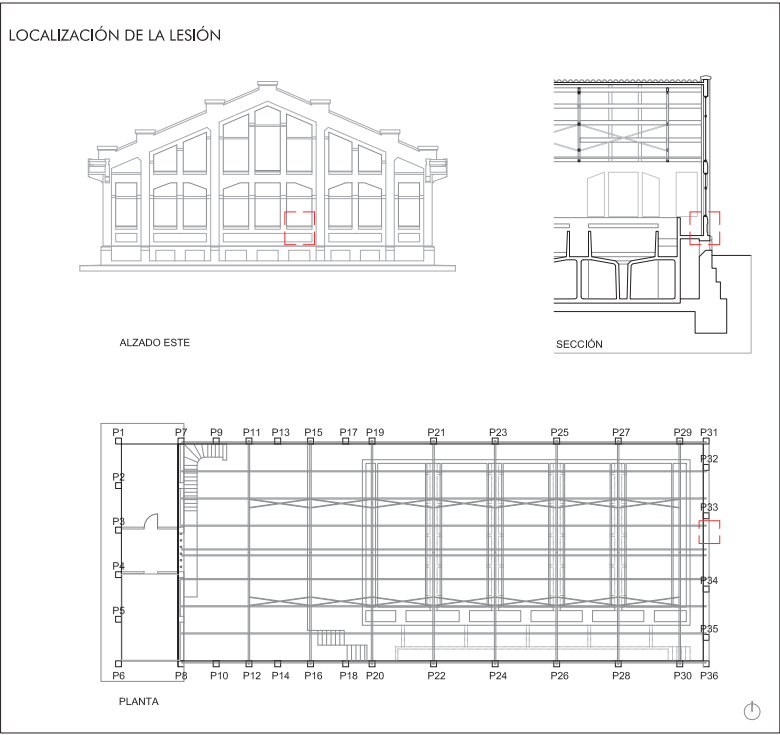 LOCALIZACIÓN DE LA LESIÓN
ALZADO ESTE
SECCIÓN
P1 P7 P9 P11 P13 P15 P17 P19 P21 P23 P25 P27 P29 P31
P32
P2
P33
P3
P4
P34
P5
P35
P6 P8 P10 P12 P14 P16 P18 P20 P22 P24 P26 P28 P30 P36
PLANTA